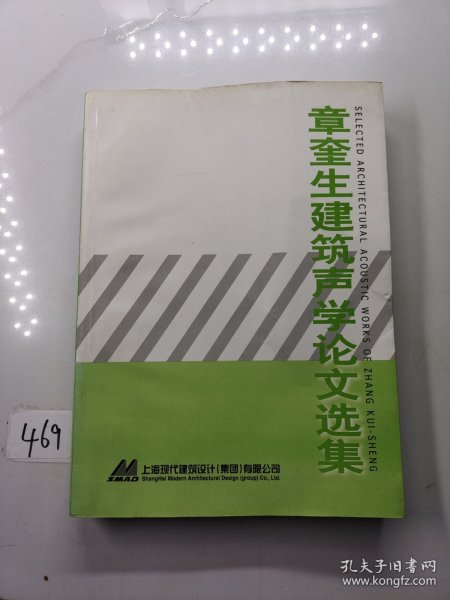 章奎生建筑声学论文选集
SELECTED ARCHITECTURAL ACOUSTIC WORKS OF ZHANG KUI-SHENG
469
SMAD
上海现代建筑设计(集团)有限公司
ShangHai Modern Architectural Design (group) Co., Ltd.
孔夫子旧书网
www.kongfz.com